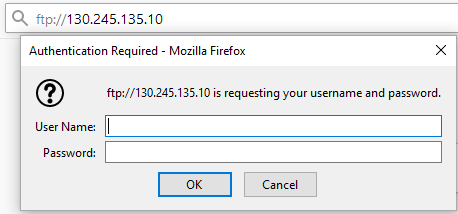 ftp://130.245.135.10
Authentication Required - Mozilla Firefox
ftp://130.245.135.10 is requesting your username and password.
User Name:
Password:
OK Cancel